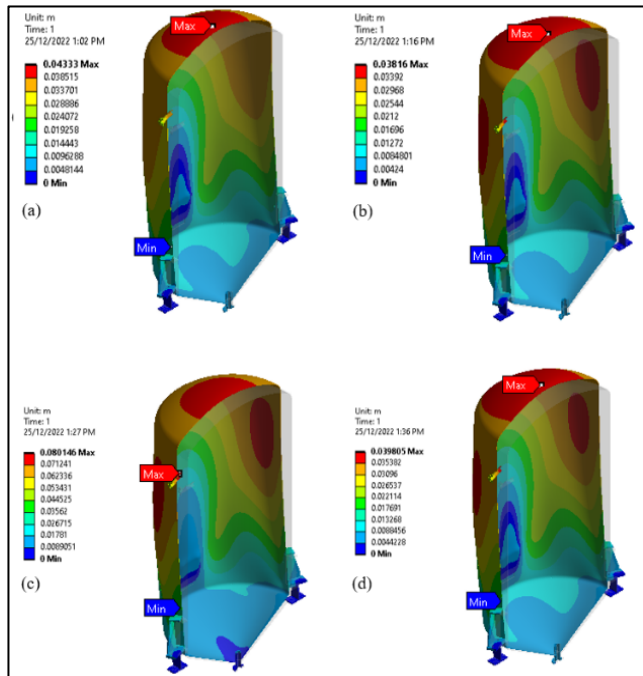 Unit: m
Time: 1
25/12/2022 1:02 PM
0.04333 Max
0.038515
0.033701
0.028886
0.024072
0.019258
0.014443
0.0096288
0.0048144
0 Min
Max
Min
(a)
Unit: m
Time: 1
25/12/2022 1:16 PM
0.03816 Max
0.03392
0.02968
0.02544
0.0212
0.01696
0.01272
0.0084801
0.00424
0 Min
Max
Min
(b)
Unit: m
Time: 1
25/12/2022 1:27 PM
0.080146 Max
0.071241
0.062336
0.053431
0.044525
0.03562
0.026715
0.01781
0.0089051
0 Min
Max
Min
(c)
Unit: m
Time: 1
25/12/2022 1:36 PM
0.039805 Max
0.035382
0.03096
0.026537
0.022114
0.017691
0.013268
0.0088456
0.0044228
0 Min
Max
Min
(d)